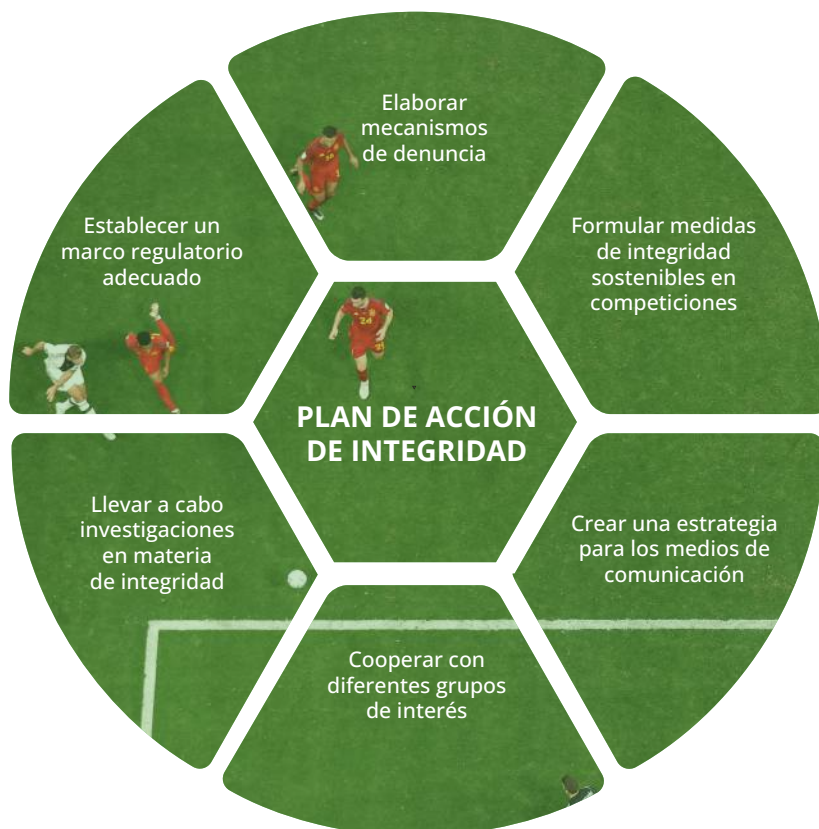 Elaborar
mecanismos
de denuncia
Formular medidas
de integridad
sostenibles en
competiciones
Crear una estrategia
para los medios de
comunicación
Cooperar con
diferentes grupos
de interés
Llevar a cabo
investigaciones
en materia
de integridad
Establecer un
marco regulatorio
adecuado
PLAN DE ACCIÓN
DE INTEGRIDAD
24